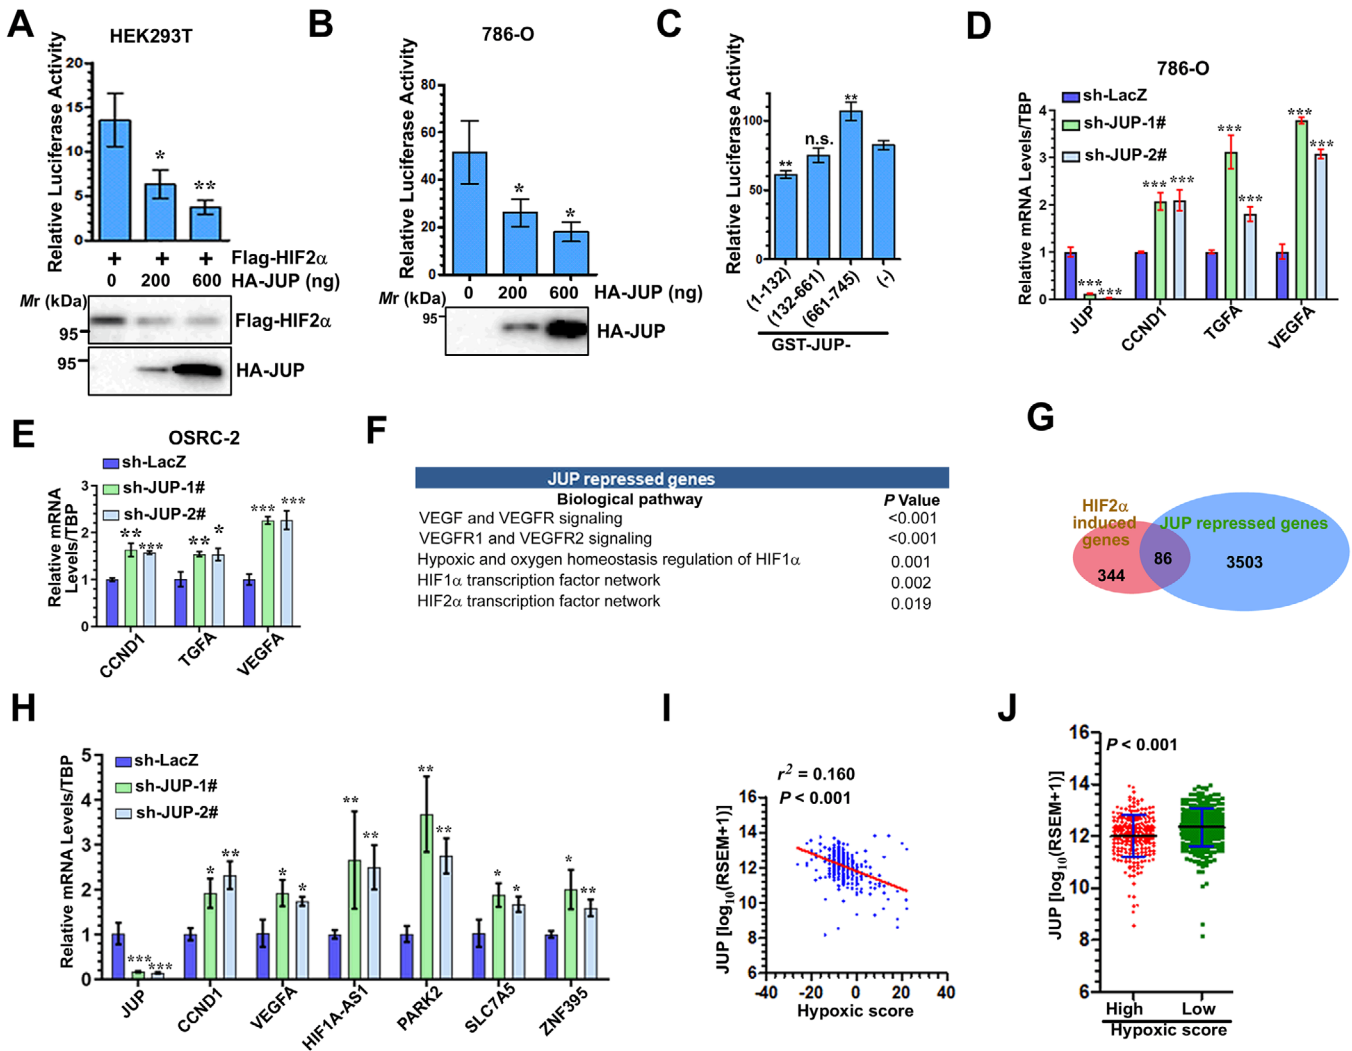 A
HEK293T
Relative Luciferase Activity
20
15
10
5
0
*
**
+ + + Flag-HIF2α
0 200 600 HA-JUP (ng)
Mr (kDa)
95
Flag-HIF2α
95
HA-JUP
B
786-O
Relative Luciferase Activity
80
60
40
20
0
*
*
0 200 600 HA-JUP (ng)
Mr (kDa)
95
HA-JUP
C
Relative Luciferase Activity
100
50
0
**
n.s.
**
(1-132)
(132-661)
(661-745)
(-)
GST-JUP-
D
786-O
Relative mRNA Levels/TBP
4
3
2
1
0
sh-LacZ
sh-JUP-1#
sh-JUP-2#
*** ***
*** ***
*** ***
*** ***
JUP
CCND1
TGFA
VEGFA
E
OSRC-2
sh-LacZ
sh-JUP-1#
sh-JUP-2#
Relative mRNA
Levels/TBP
3
2
1
0
** ***
** *
*** ***
CCND1
TGFA
VEGFA
F
JUP repressed genes
Biological pathway P Value
VEGF and VEGFR signaling <0.001
VEGFR1 and VEGFR2 signaling <0.001
Hypoxic and oxygen homeostasis regulation of HIF1α 0.001
HIF1α transcription factor network 0.002
HIF2α transcription factor network 0.019
G
HIF2α
induced
genes
JUP repressed genes
344
86
3503
H
Relative mRNA Levels/TBP
5
4
3
2
1
0
sh-LacZ
sh-JUP-1#
sh-JUP-2#
*** ***
* **
* *
** **
** **
* *
* **
JUP
CCND1
VEGFA
HIF1A-AS1
PARK2
SLC7A5
ZNF395
I
r² = 0.160
P < 0.001
JUP [log10(RSEM+1)]
16
14
12
10
8
6
-40 -20 0 20 40
Hypoxic score
J
P < 0.001
JUP [log10(RSEM+1)]
16
14
12
10
8
6
High Low
Hypoxic score